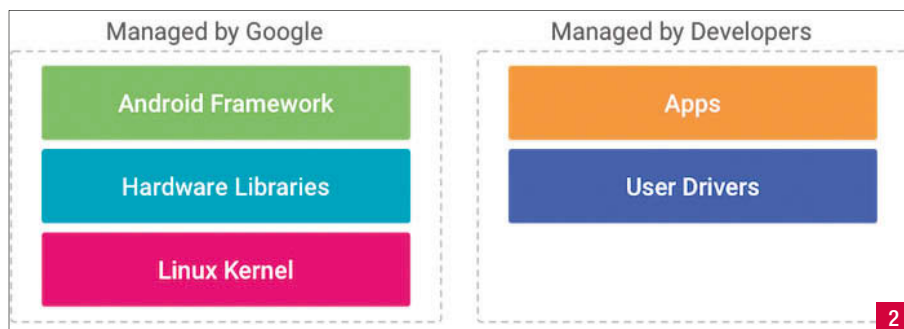 Managed by Google
Android Framework
Hardware Libraries
Linux Kernel
Managed by Developers
Apps
User Drivers
2